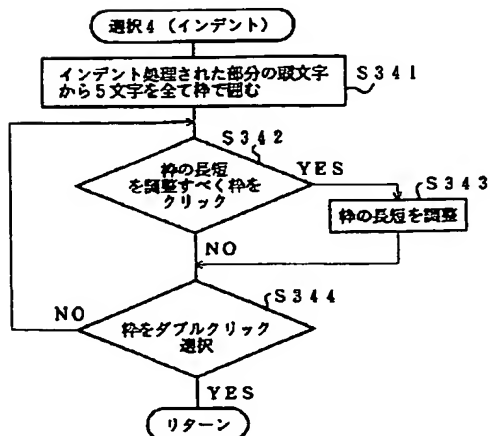 選択4（インデント）
インデント処理された部分の頭文字
から5文字を全て枠で囲む
S341
S342
枠の長短
を調整すべく枠を
クリック
YES
S343
枠の長短を調整
NO
S344
NO
枠をダブルクリック
選択
YES
リターン